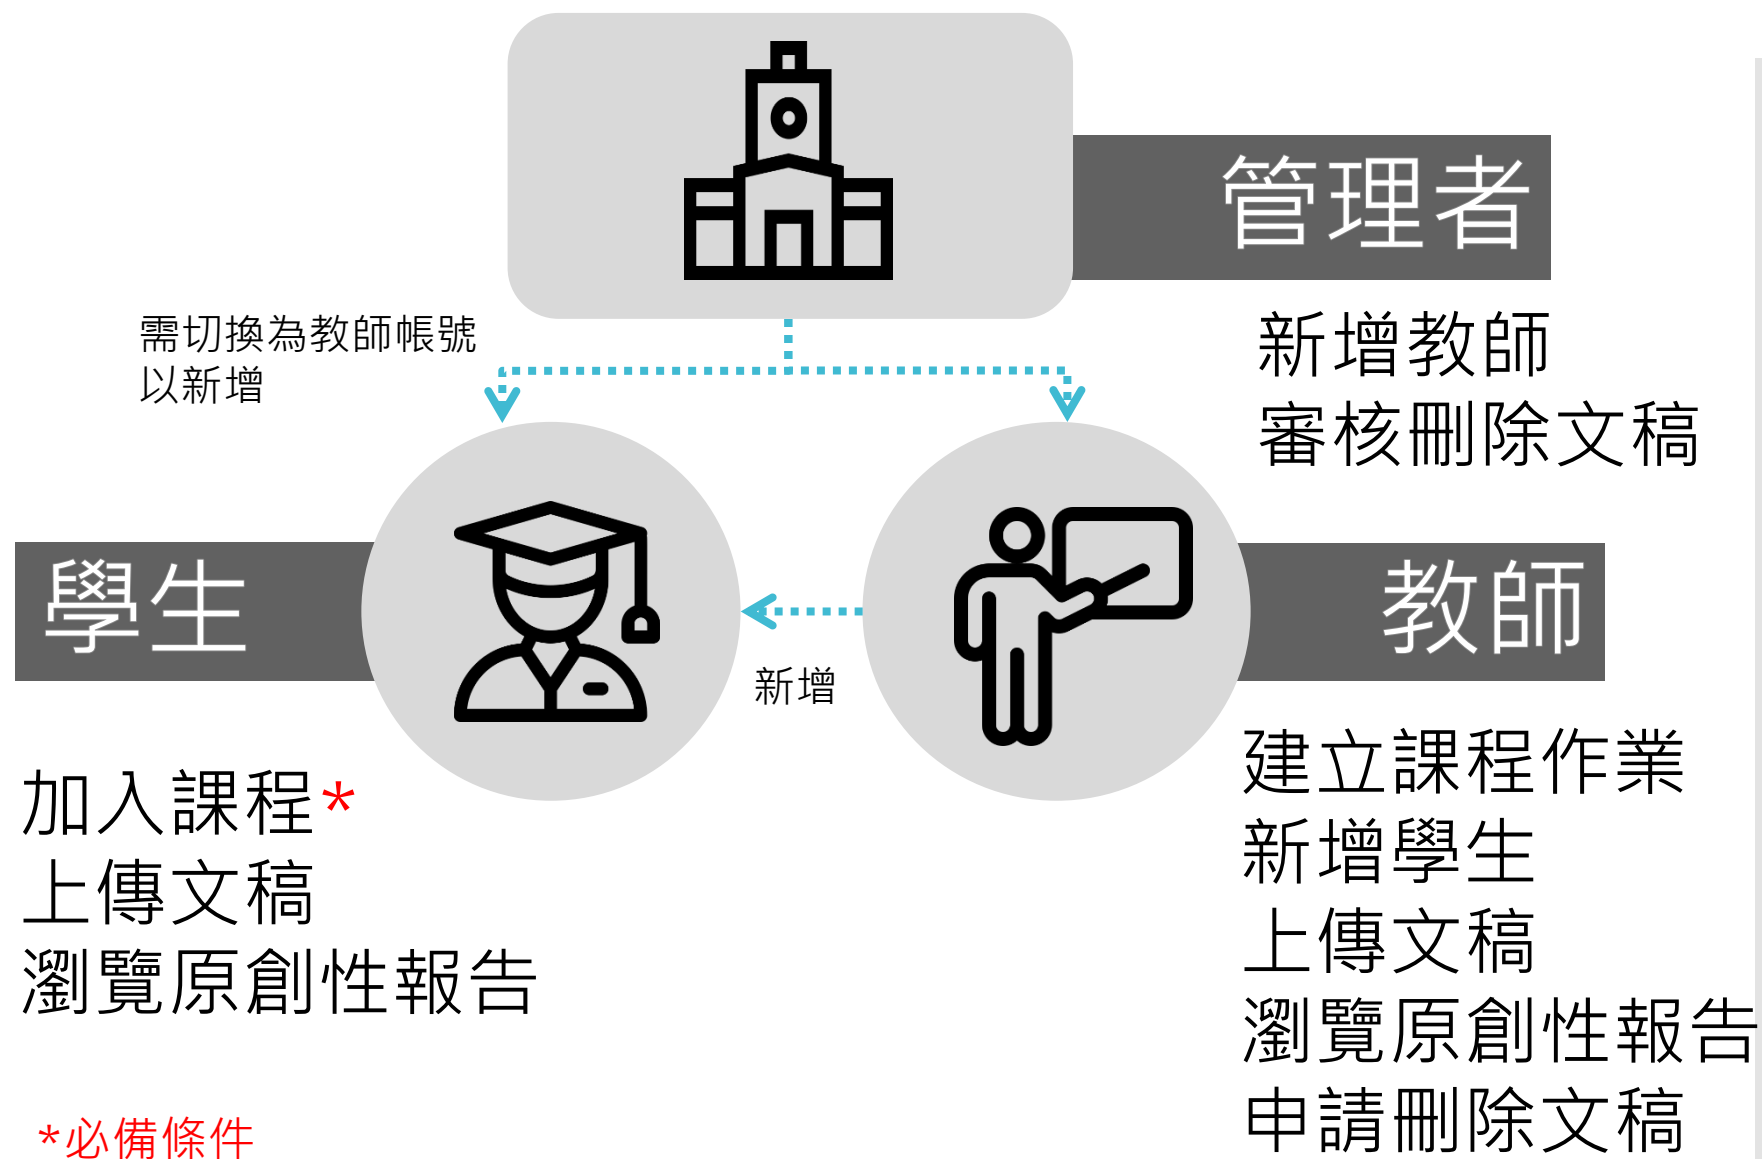 管理者
新增教師
審核刪除文稿
需切換為教師帳號
以新增
學生
教師
新增
加入課程*
上傳文稿
瀏覽原創性報告
*必備條件
建立課程作業
新增學生
上傳文稿
瀏覽原創性報告
申請刪除文稿